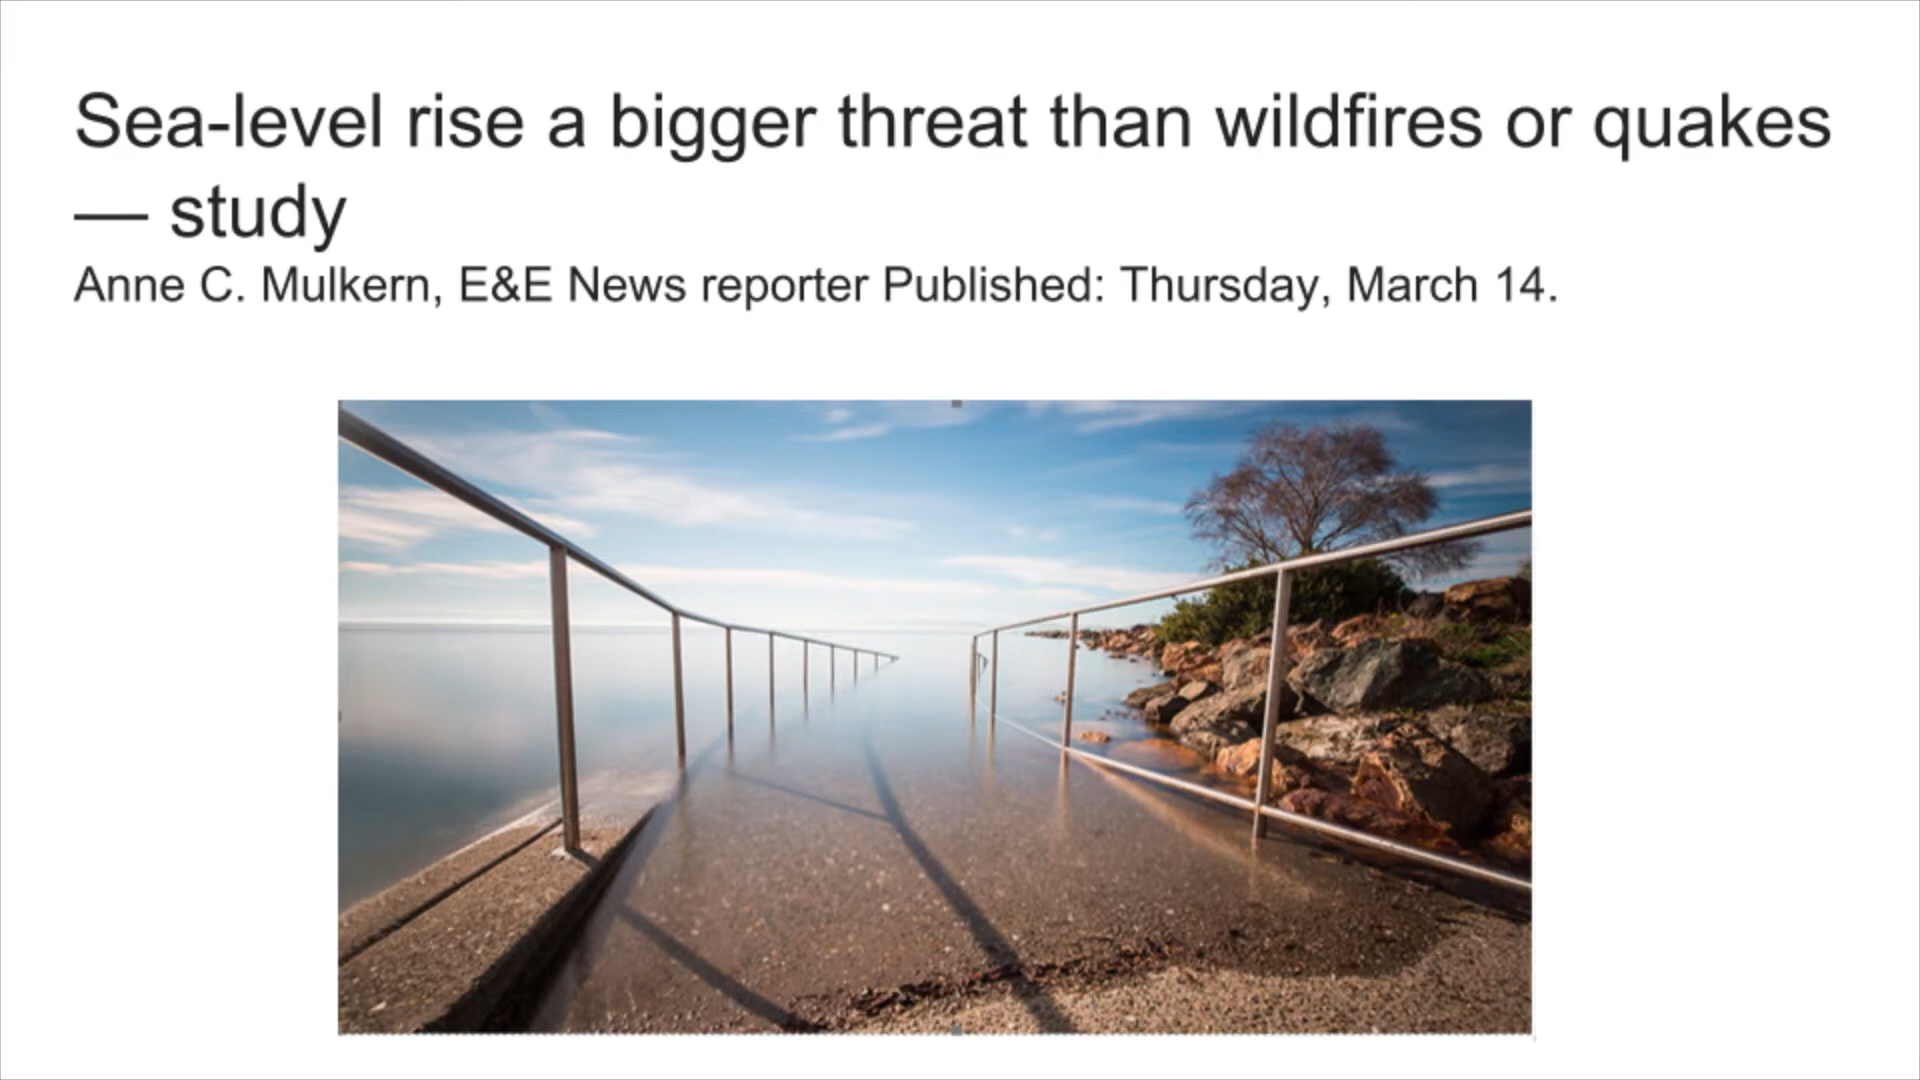 Sea-level rise a bigger threat than wildfires or quakes
— study
Anne C. Mulkern, E&E News reporter Published: Thursday, March 14.